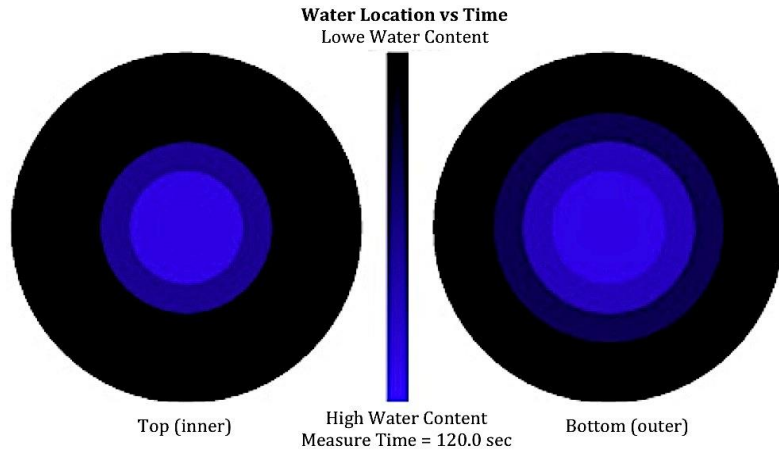 Water Location vs Time
Lowe Water Content
Top (inner)
High Water Content
Measure Time = 120.0 sec
Bottom (outer)